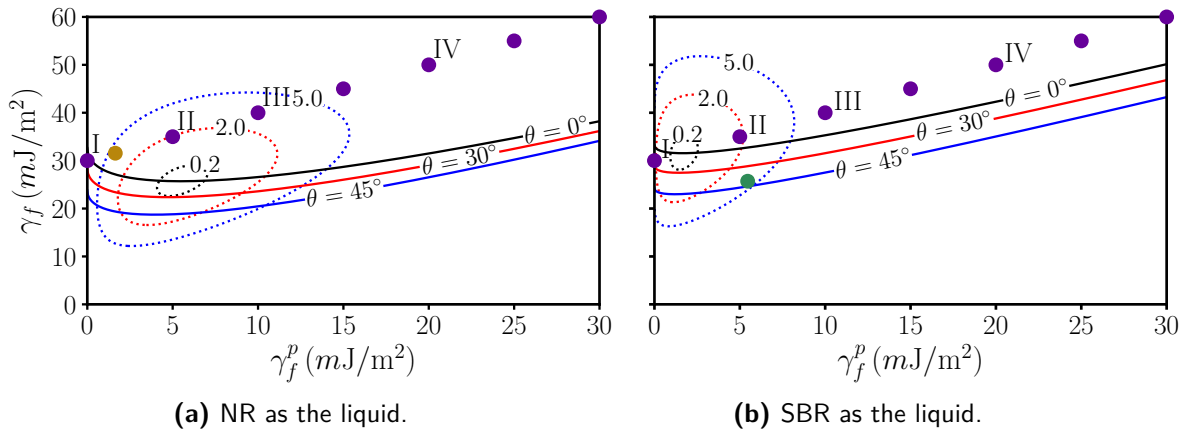 60
50
40
30
20
10
0
γ_f (mJ/m²)
I
II
III
IV
5.0
2.0
0.2
θ = 0°
θ = 30°
θ = 45°
0 5 10 15 20 25 30
γ_f^p (mJ/m²)
(a) NR as the liquid.
I
II
III
IV
5.0
2.0
0.2
θ = 0°
θ = 30°
θ = 45°
0 5 10 15 20 25 30
γ_f^p (mJ/m²)
(b) SBR as the liquid.